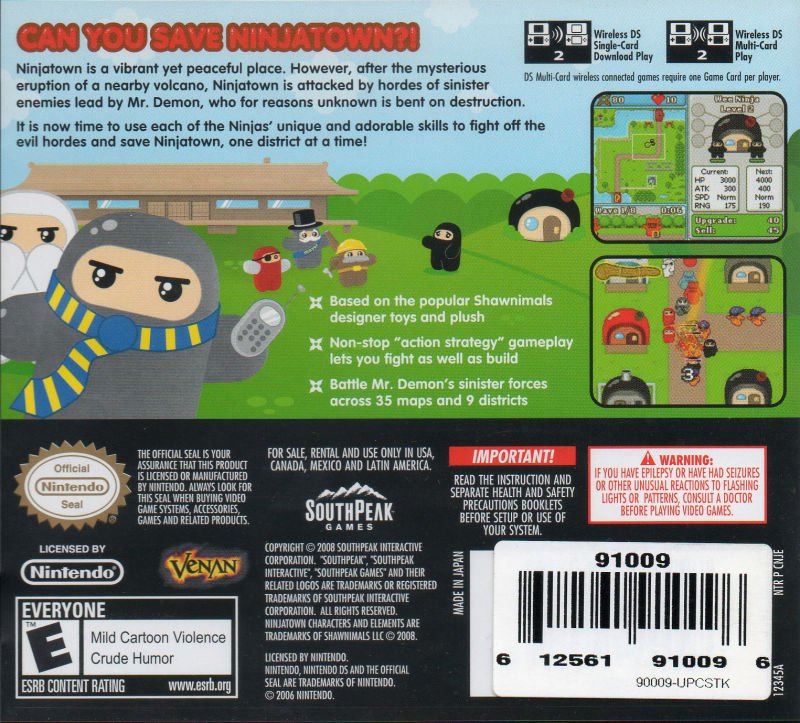 CAN YOU SAVE NINJATOWN?!
Ninjatown is a vibrant yet peaceful place. However, after the mysterious
eruption of a nearby volcano, Ninjatown is attacked by hordes of sinister
enemies lead by Mr. Demon, who for reasons unknown is bent on destruction.
It is now time to use each of the Ninjas' unique and adorable skills to fight off the
evil hordes and save Ninjatown, one district at a time!
2
Wireless DS
Single-Card
Download Play
2
Wireless DS
Multi-Card
Play
DS Multi-Card wireless connected games require one Game Card per player.
80
10
Wee Ninja
Level 2
Current:
Next:
HP 3000
4000
ATK 300
400
SPD Norm
Norm
RNG 175
190
Wave 1/8 0:06
Upgrade: 40
Sell: 45
3
Based on the popular Shawnimals
designer toys and plush
Non-stop "action strategy" gameplay
lets you fight as well as build
Battle Mr. Demon's sinister forces
across 35 maps and 9 districts
Official
Nintendo
Seal
THE OFFICIAL SEAL IS YOUR
ASSURANCE THAT THIS PRODUCT
IS LICENSED OR MANUFACTURED
BY NINTENDO. ALWAYS LOOK FOR
THIS SEAL WHEN BUYING VIDEO
GAME SYSTEMS, ACCESSORIES,
GAMES AND RELATED PRODUCTS.
FOR SALE, RENTAL AND USE ONLY IN USA,
CANADA, MEXICO AND LATIN AMERICA.
SOUTHPEAK
GAMES
IMPORTANT!
READ THE INSTRUCTION AND
SEPARATE HEALTH AND SAFETY
PRECAUTIONS BOOKLETS
BEFORE SETUP OR USE OF
YOUR SYSTEM.
WARNING:
IF YOU HAVE EPILEPSY OR HAVE HAD SEIZURES
OR OTHER UNUSUAL REACTIONS TO FLASHING
LIGHTS OR PATTERNS, CONSULT A DOCTOR
BEFORE PLAYING VIDEO GAMES.
LICENSED BY
Nintendo
VENAN
COPYRIGHT © 2008 SOUTHPEAK INTERACTIVE
CORPORATION. "SOUTHPEAK", "SOUTHPEAK
INTERACTIVE", "SOUTHPEAK GAMES" AND THEIR
RELATED LOGOS ARE TRADEMARKS OR REGISTERED
TRADEMARKS OF SOUTHPEAK INTERACTIVE
CORPORATION. ALL RIGHTS RESERVED.
NINJATOWN CHARACTERS AND ELEMENTS ARE
TRADEMARKS OF SHAWNIMALS LLC © 2008.
LICENSED BY NINTENDO.
NINTENDO, NINTENDO DS AND THE OFFICIAL
SEAL ARE TRADEMARKS OF NINTENDO.
© 2006 NINTENDO.
EVERYONE
E
Mild Cartoon Violence
Crude Humor
ESRB CONTENT RATING www.esrb.org
MADE IN JAPAN
91009
6 12561 91009 6
90009-UPCSTK
NTR P CNJE
12345A